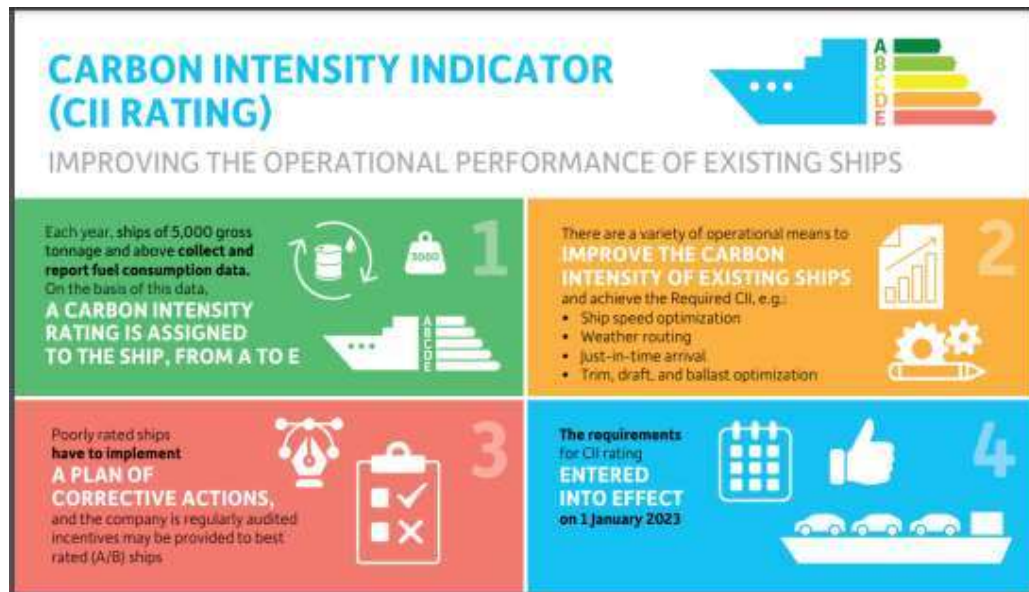 CARBON INTENSITY INDICATOR
(CII RATING)
A
B
C
D
E
IMPROVING THE OPERATIONAL PERFORMANCE OF EXISTING SHIPS
Each year, ships of 5,000 gross
tonnage and above collect and
report fuel consumption data.
On the basis of this data,
A CARBON INTENSITY
RATING IS ASSIGNED
TO THE SHIP, FROM A TO E
5000
1
A
B
C
D
E
There are a variety of operational means to
IMPROVE THE CARBON
INTENSITY OF EXISTING SHIPS
and achieve the Required CII, e.g.:
• Ship speed optimization
• Weather routing
• Just-in-time arrival
• Trim, draft, and ballast optimization
2
Poorly rated ships
have to implement
A PLAN OF
CORRECTIVE ACTIONS,
and the company is regularly audited
incentives may be provided to best
rated (A/B) ships
3
The requirements
for CII rating
ENTERED
INTO EFFECT
on 1 January 2023
4